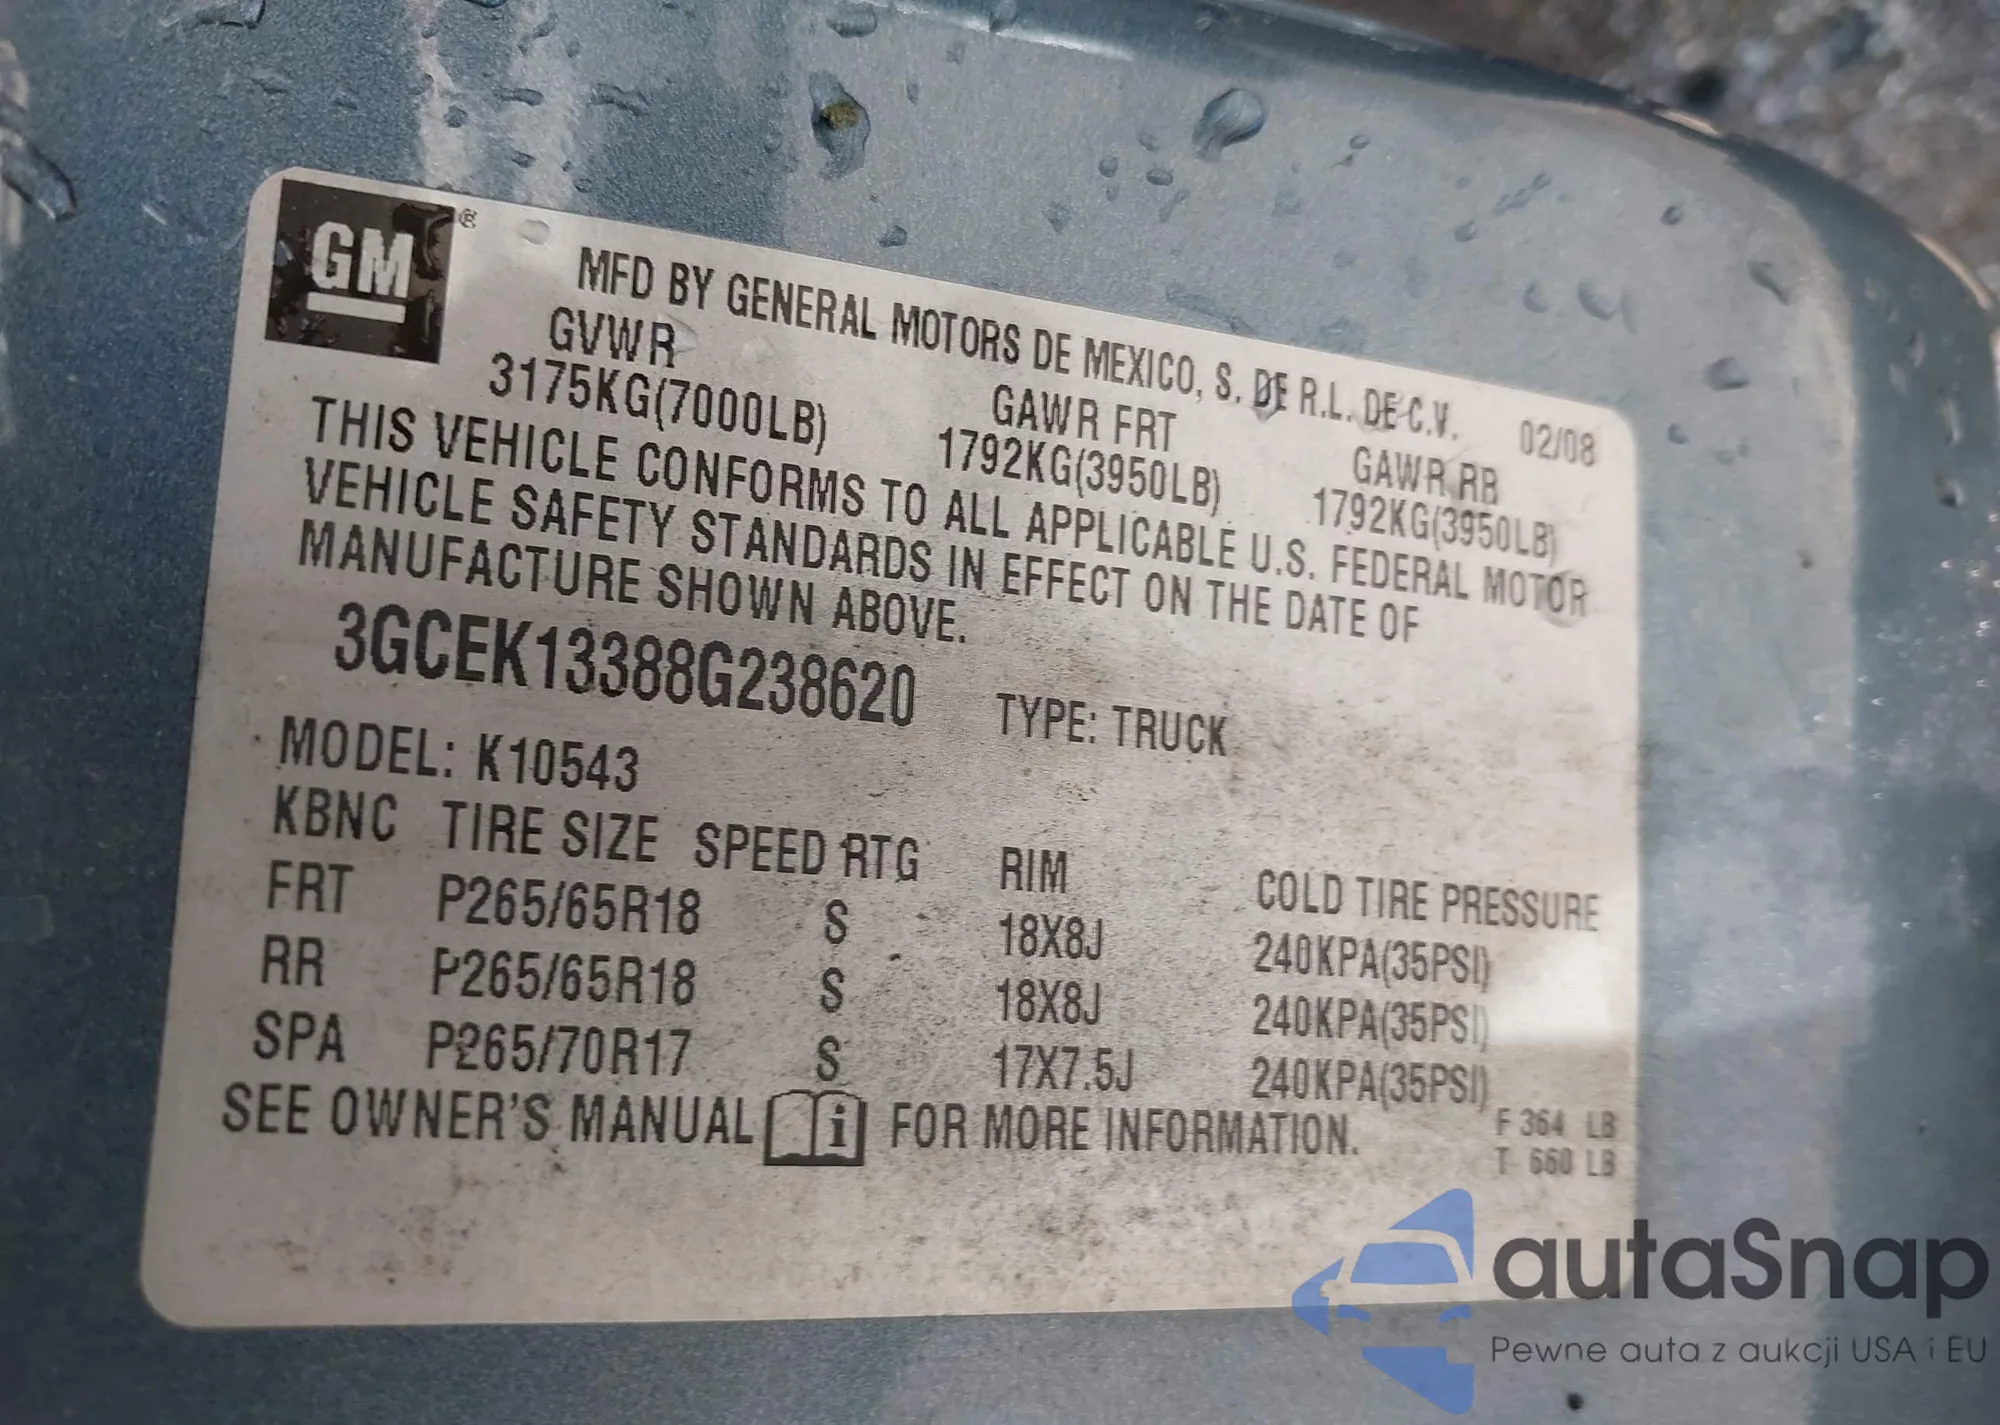 GM ®
MFD BY GENERAL MOTORS DE MEXICO, S. DE R.L. DE C.V. 02/08
GVWR GAWR FRT GAWR RR
3175KG(7000LB) 1792KG(3950LB) 1792KG(3950LB)
THIS VEHICLE CONFORMS TO ALL APPLICABLE U.S. FEDERAL MOTOR
VEHICLE SAFETY STANDARDS IN EFFECT ON THE DATE OF
MANUFACTURE SHOWN ABOVE.
3GCEK13388G238620 TYPE: TRUCK
MODEL: K10543
KBNC TIRE SIZE SPEED RTG RIM COLD TIRE PRESSURE
FRT P265/65R18 S 18X8J 240KPA(35PSI)
RR P265/65R18 S 18X8J 240KPA(35PSI)
SPA P265/70R17 S 17X7.5J 240KPA(35PSI)
SEE OWNER'S MANUAL i FOR MORE INFORMATION.
F 364 LB
T 660 LB
autaSnap
Pewne auta z aukcji USA i EU